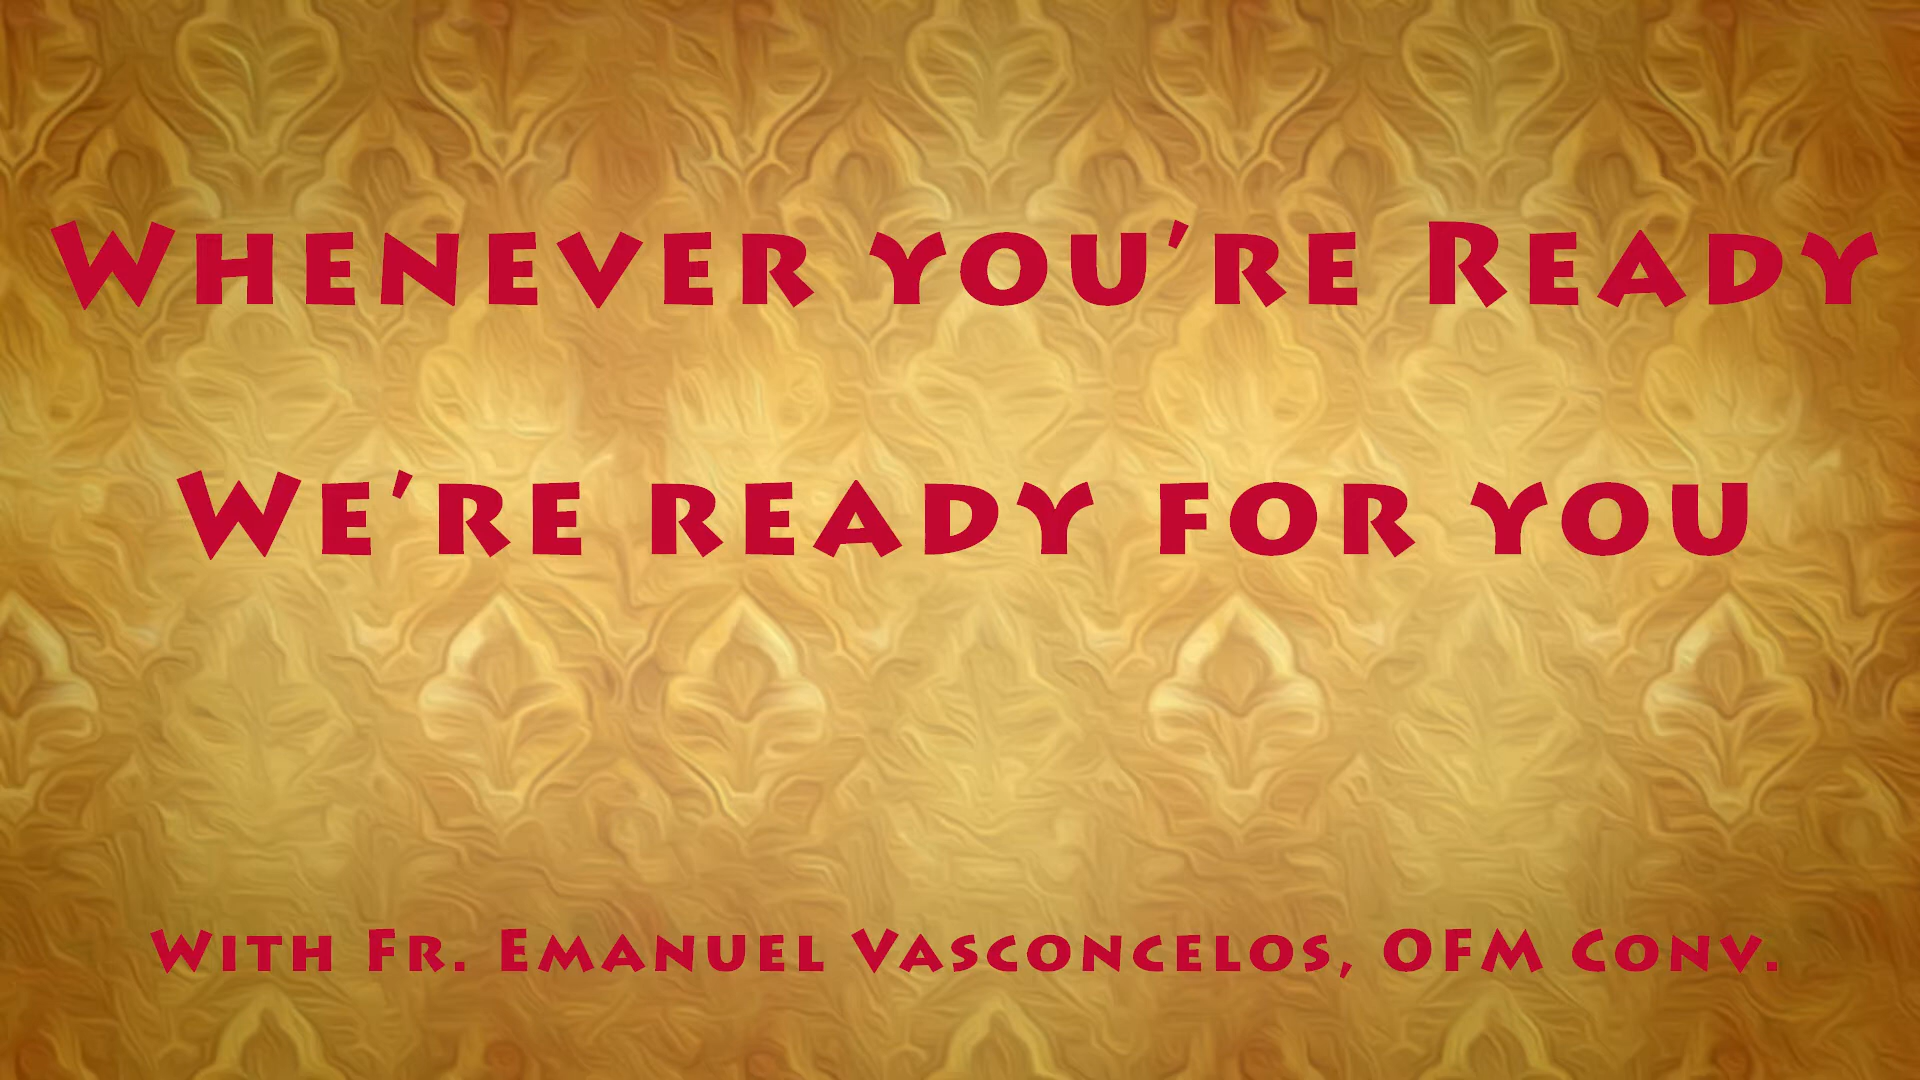 Whenever you're Ready
We're ready for you
With Fr. Emanuel Vasconcelos, OFM Conv.